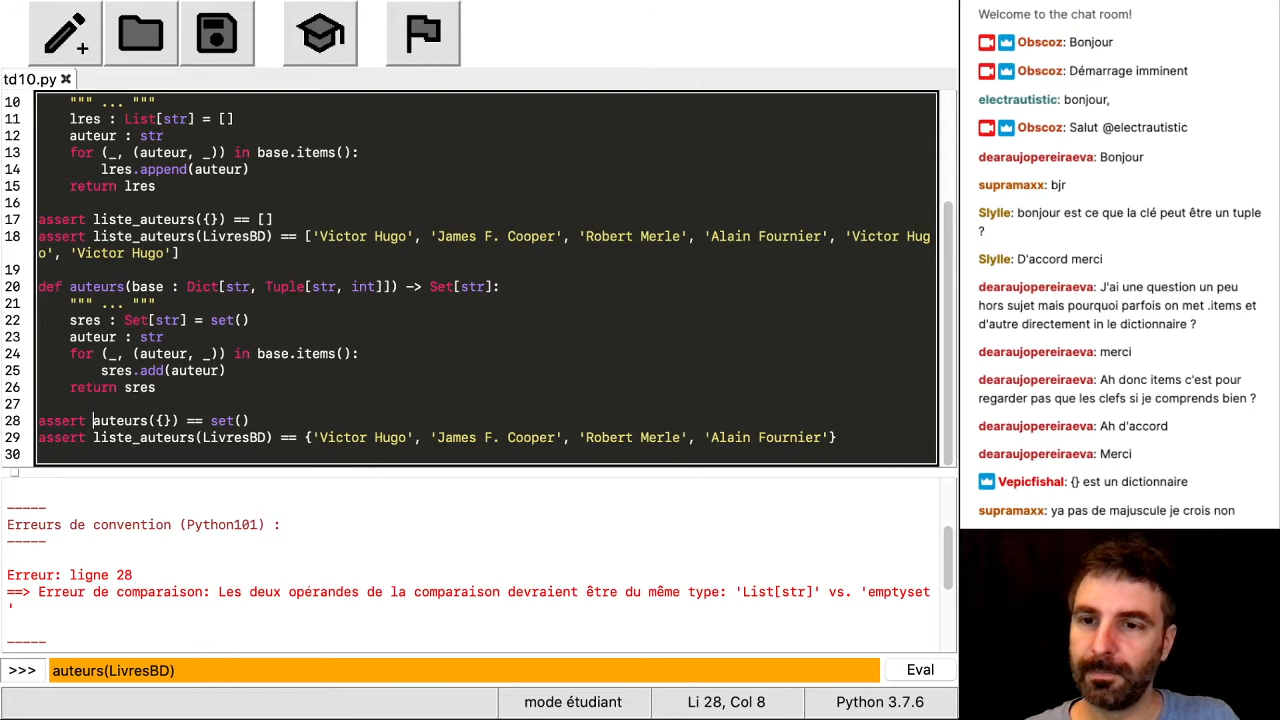 td10.py ✖
10 """ ... """
11 lres : List[str] = []
12 auteur : str
13 for (_, (auteur, _)) in base.items():
14 lres.append(auteur)
15 return lres
16
17 assert liste_auteurs({}) == []
18 assert liste_auteurs(LivresBD) == ['Victor Hugo', 'James F. Cooper', 'Robert Merle', 'Alain Fournier', 'Victor Hug
o', 'Victor Hugo']
19
20 def auteurs(base : Dict[str, Tuple[str, int]]) -> Set[str]:
21 """ ... """
22 sres : Set[str] = set()
23 auteur : str
24 for (_, (auteur, _)) in base.items():
25 sres.add(auteur)
26 return sres
27
28 assert auteurs({}) == set()
29 assert liste_auteurs(LivresBD) == {'Victor Hugo', 'James F. Cooper', 'Robert Merle', 'Alain Fournier'}
30
-----
Erreurs de convention (Python101) :
-----
Erreur: ligne 28
==> Erreur de comparaison: Les deux opérandes de la comparaison devraient être du même type: 'List[str]' vs. 'emptyset
'
-----
>>> auteurs(LivresBD) Eval
mode étudiant Li 28, Col 8 Python 3.7.6
Welcome to the chat room!
Obscoz: Bonjour
Obscoz: Démarrage imminent
electrautistic: bonjour,
Obscoz: Salut @electrautistic
dearaujopereiraeva: Bonjour
supramaxx: bjr
Slylle: bonjour est ce que la clé peut être un tuple
?
Slylle: D'accord merci
dearaujopereiraeva: J'ai une question un peu
hors sujet mais pourquoi parfois on met .items et
d'autre directement in le dictionnaire ?
dearaujopereiraeva: merci
dearaujopereiraeva: Ah donc items c'est pour
regarder pas que les clefs si je comprends bien ?
dearaujopereiraeva: Ah d'accord
dearaujopereiraeva: Merci
Vepicfishal: {} est un dictionnaire
supramaxx: ya pas de majuscule je crois non